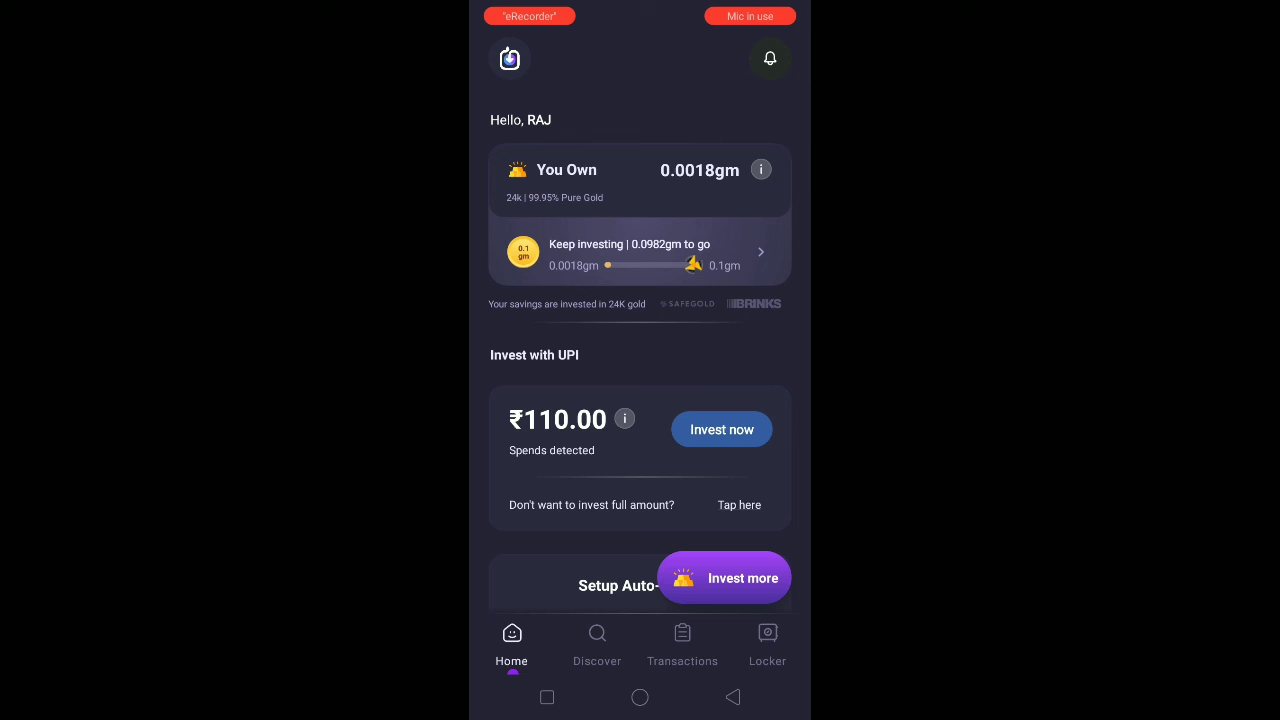 "eRecorder"
Mic in use
Hello, RAJ
You Own
0.0018gm
24k | 99.95% Pure Gold
0.1
gm
Keep investing | 0.0982gm to go
0.0018gm
0.1gm
Your savings are invested in 24K gold
SAFEGOLD
BRINKS
Invest with UPI
₹110.00
Invest now
Spends detected
Don't want to invest full amount?
Tap here
Setup Auto-
Invest more
Home
Discover
Transactions
Locker